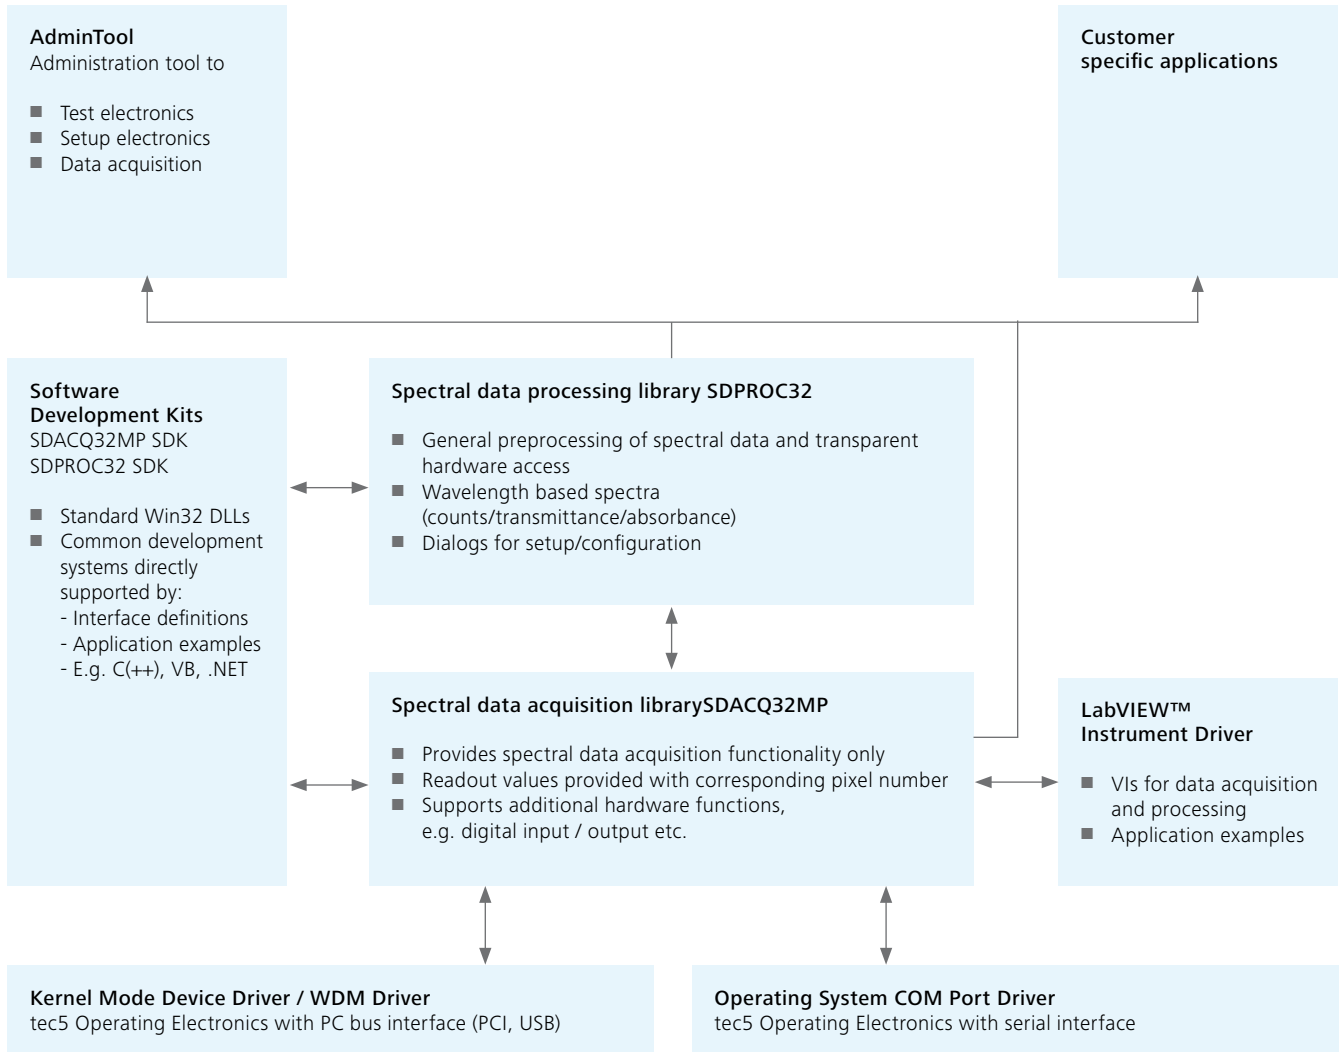 AdminTool
Administration tool to
■ Test electronics
■ Setup electronics
■ Data acquisition
Customer
specific applications
Software
Development Kits
SDACQ32MP SDK
SDPROC32 SDK
■ Standard Win32 DLLs
■ Common development
systems directly
supported by:
- Interface definitions
- Application examples
- E.g. C(++), VB, .NET
Spectral data processing library SDPROC32
■ General preprocessing of spectral data and transparent
hardware access
■ Wavelength based spectra
(counts/transmittance/absorbance)
■ Dialogs for setup/configuration
Spectral data acquisition librarySDACQ32MP
■ Provides spectral data acquisition functionality only
■ Readout values provided with corresponding pixel number
■ Supports additional hardware functions,
e.g. digital input / output etc.
LabVIEW™
Instrument Driver
■ VIs for data acquisition
and processing
■ Application examples
Kernel Mode Device Driver / WDM Driver
tec5 Operating Electronics with PC bus interface (PCI, USB)
Operating System COM Port Driver
tec5 Operating Electronics with serial interface